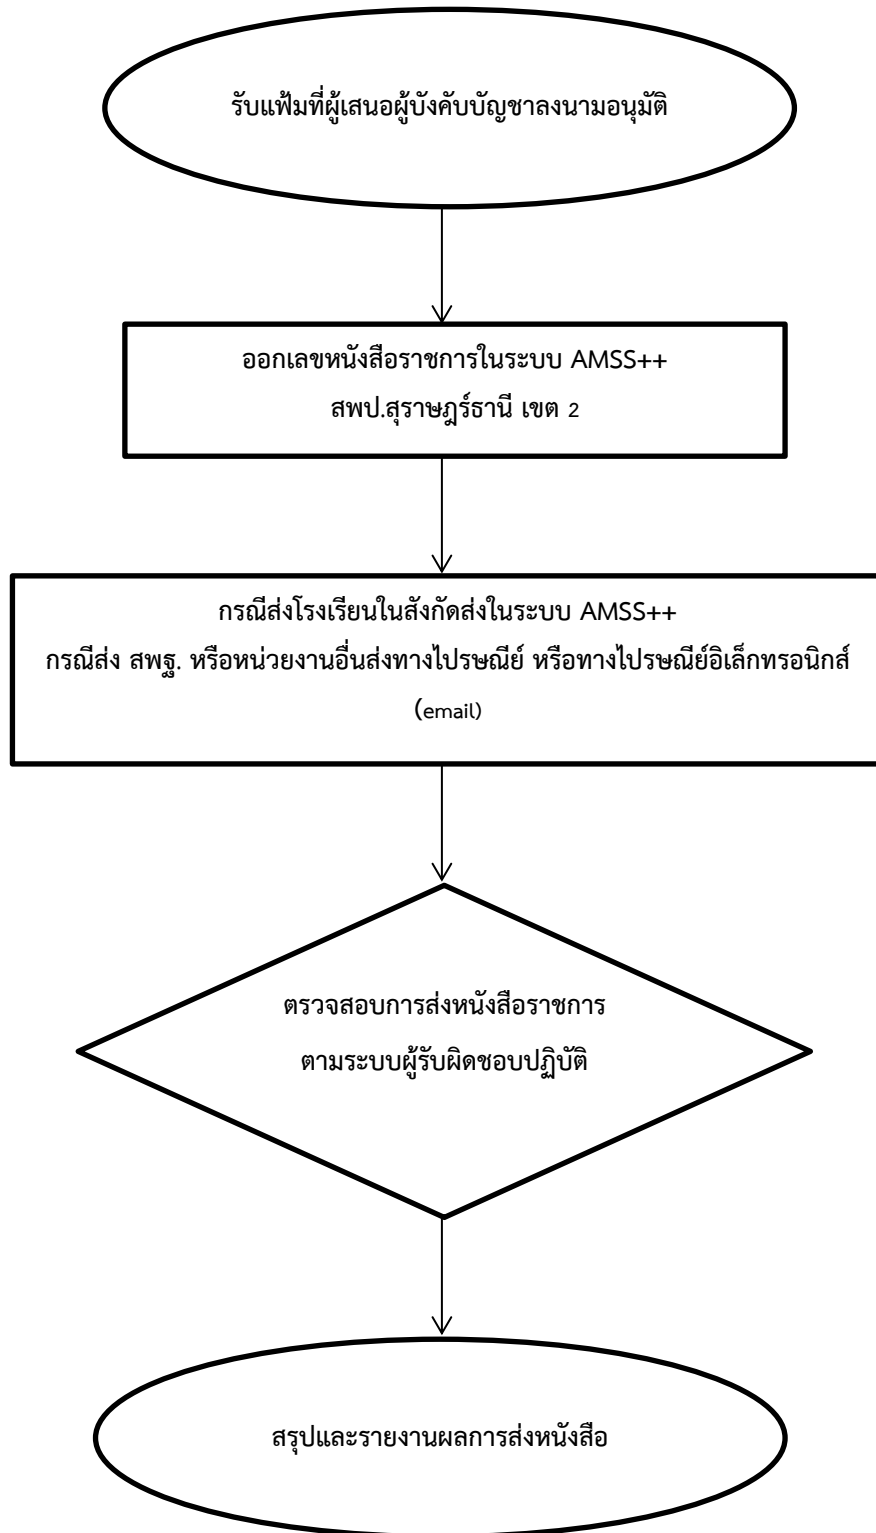 รับแฟ้มที่ผู้เสนอผู้บังคับบัญชาลงนามอนุมัติ
ออกเลขหนังสือราชการในระบบ AMSS++
สพป.สุราษฎร์ธานี เขต 2
กรณีส่งโรงเรียนในสังกัดส่งในระบบ AMSS++
กรณีส่ง สพฐ. หรือหน่วยงานอื่นส่งทางไปรษณีย์ หรือทางไปรษณีย์อิเล็กทรอนิกส์
(email)
ตรวจสอบการส่งหนังสือราชการ
ตามระบบผู้รับผิดชอบปฏิบัติ
สรุปและรายงานผลการส่งหนังสือ